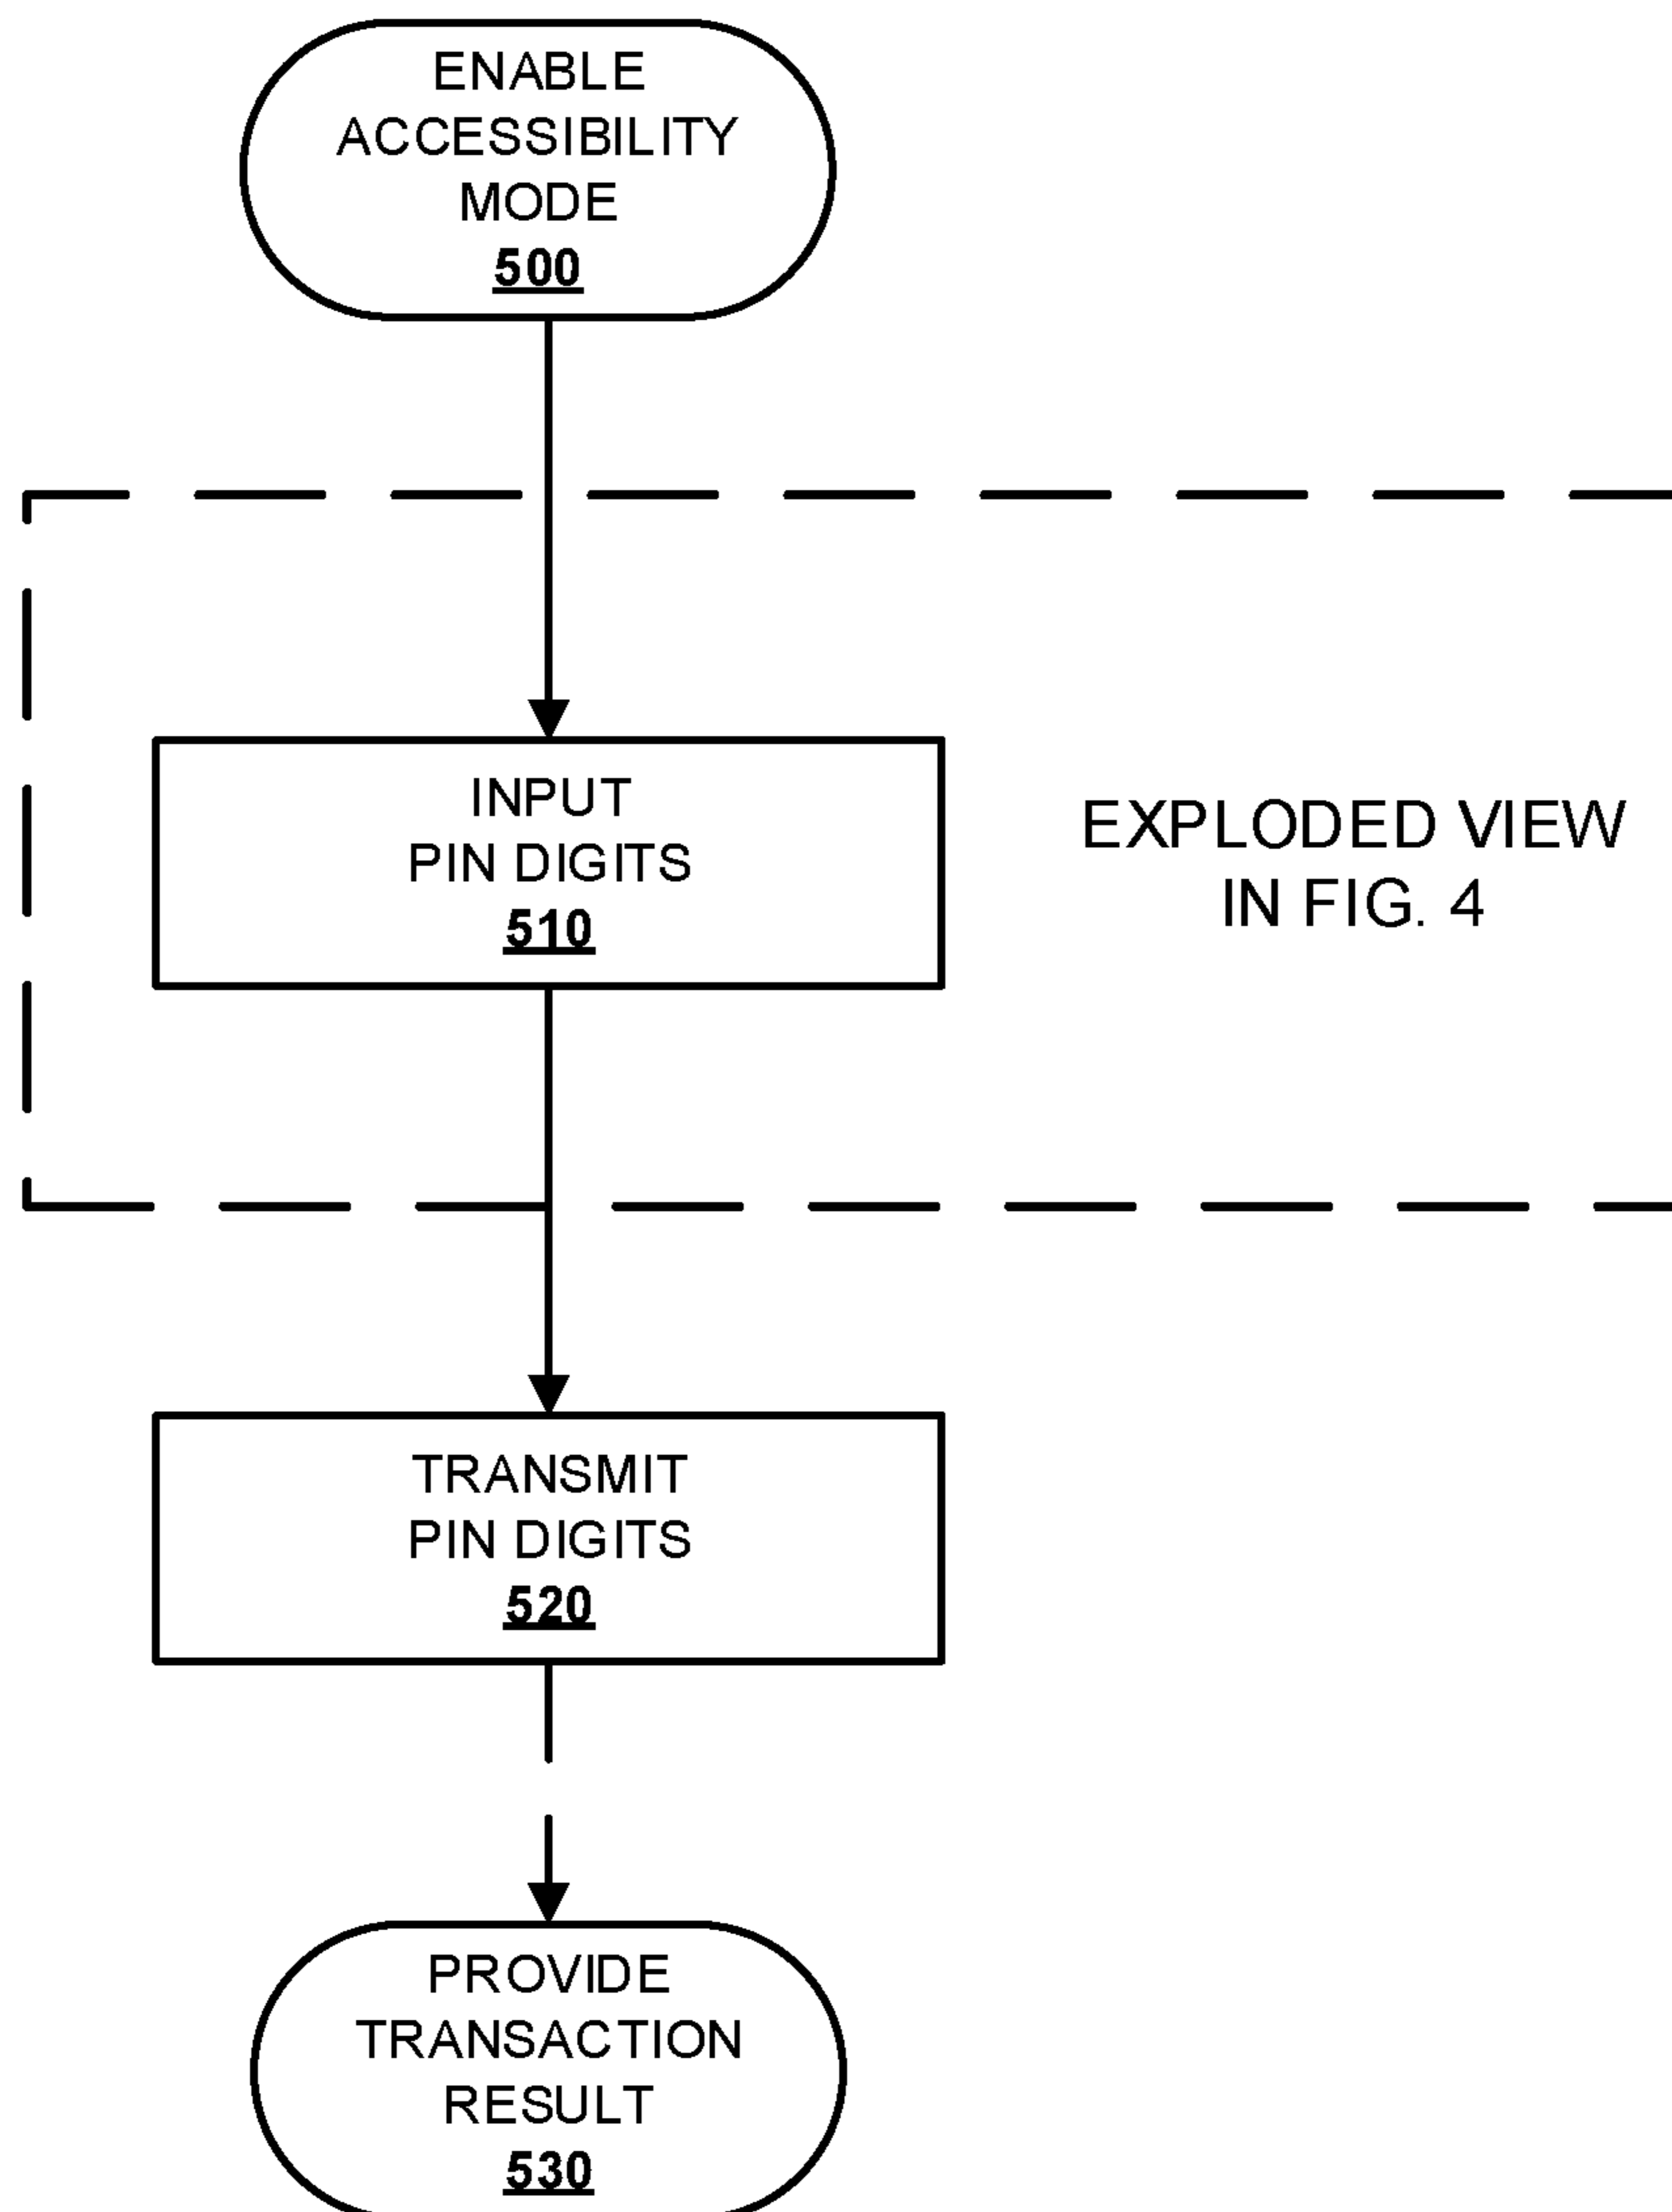 ENABLE
ACCESSIBILITY
MODE
500
INPUT
PIN DIGITS
510
EXPLODED VIEW
IN FIG. 4
TRANSMIT
PIN DIGITS
520
PROVIDE
TRANSACTION
RESULT
530